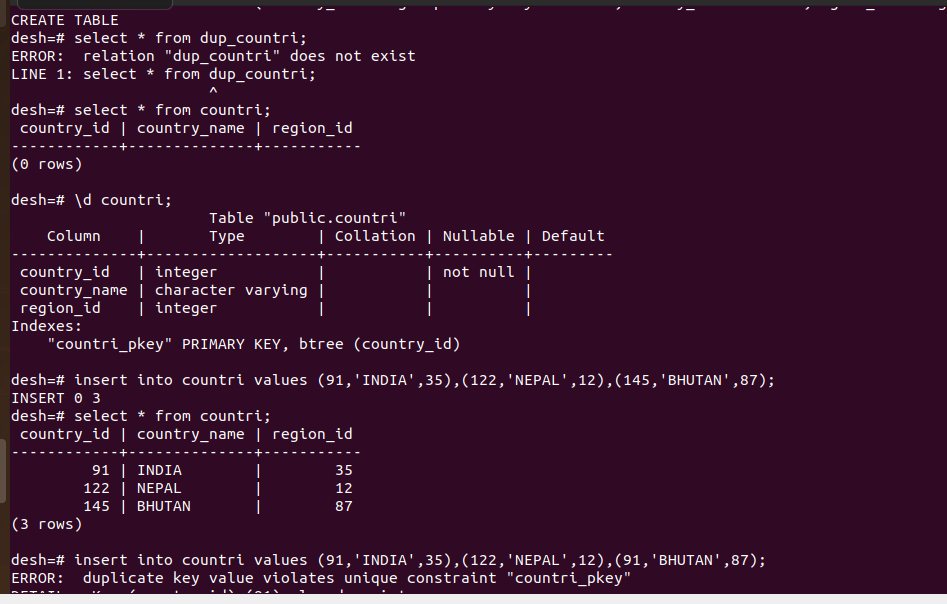 CREATE TABLE
desh=# select * from dup_countri;
ERROR:  relation "dup_countri" does not exist
LINE 1: select * from dup_countri;
                      ^
desh=# select * from countri;
 country_id | country_name | region_id
------------+--------------+-----------
(0 rows)
desh=# \d countri;
                      Table "public.countri"
    Column    |       Type        | Collation | Nullable | Default
--------------+-------------------+-----------+----------+---------
 country_id   | integer           |           | not null |
 country_name | character varying |           |          |
 region_id    | integer           |           |          |
Indexes:
    "countri_pkey" PRIMARY KEY, btree (country_id)
desh=# insert into countri values (91,'INDIA',35),(122,'NEPAL',12),(145,'BHUTAN',87);
INSERT 0 3
desh=# select * from countri;
 country_id | country_name | region_id
------------+--------------+-----------
         91 | INDIA        |        35
        122 | NEPAL        |        12
        145 | BHUTAN       |        87
(3 rows)
desh=# insert into countri values (91,'INDIA',35),(122,'NEPAL',12),(91,'BHUTAN',87);
ERROR:  duplicate key value violates unique constraint "countri_pkey"